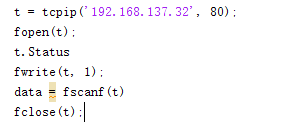 t = tcpip('192.168.137.32', 80);
fopen(t);
t.Status
fwrite(t, 1);
data = fscanf(t)
fclose(t);